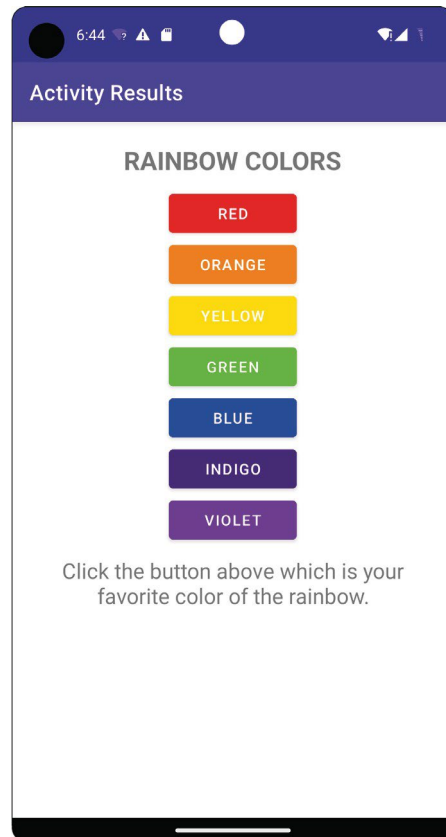 6:44
Activity Results
RAINBOW COLORS
RED
ORANGE
YELLOW
GREEN
BLUE
INDIGO
VIOLET
Click the button above which is your
favorite color of the rainbow.